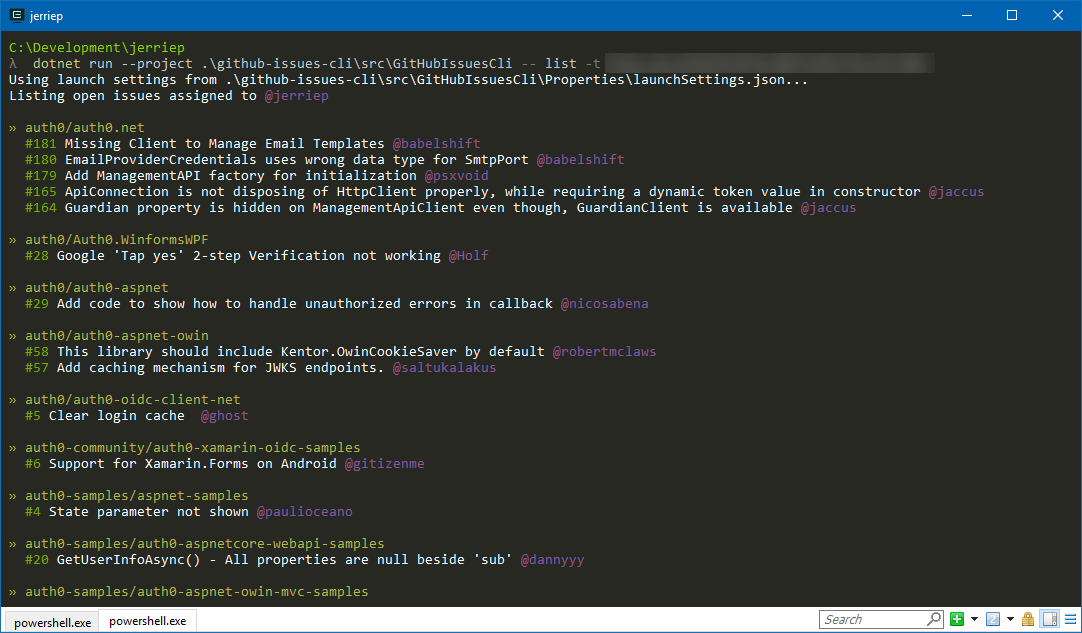 jerriep
C:\Development\jerriep
λ dotnet run --project .\github-issues-cli\src\GitHubIssuesCli -- list -t
Using launch settings from .\github-issues-cli\src\GitHubIssuesCli\Properties\launchSettings.json...
Listing open issues assigned to @jerriep
» auth0/auth0.net
#181 Missing Client to Manage Email Templates @babelshift
#180 EmailProviderCredentials uses wrong data type for SmtpPort @babelshift
#179 Add ManagementAPI factory for initialization @psxvoid
#165 ApiConnection is not disposing of HttpClient properly, while requiring a dynamic token value in constructor @jaccus
#164 Guardian property is hidden on ManagementApiClient even though, GuardianClient is available @jaccus
» auth0/Auth0.WinformsWPF
#28 Google 'Tap yes' 2-step Verification not working @Holf
» auth0/auth0-aspnet
#29 Add code to show how to handle unauthorized errors in callback @nicosabena
» auth0/auth0-aspnet-owin
#58 This library should include Kentor.OwinCookieSaver by default @robertmclaws
#57 Add caching mechanism for JWKS endpoints. @saltukalakus
» auth0/auth0-oidc-client-net
#5 Clear login cache  @ghost
» auth0-community/auth0-xamarin-oidc-samples
#6 Support for Xamarin.Forms on Android @gitizenme
» auth0-samples/aspnet-samples
#4 State parameter not shown @paulioceano
» auth0-samples/auth0-aspnetcore-webapi-samples
#20 GetUserInfoAsync() - All properties are null beside 'sub' @dannyyy
» auth0-samples/auth0-aspnet-owin-mvc-samples
powershell.exe powershell.exe Search